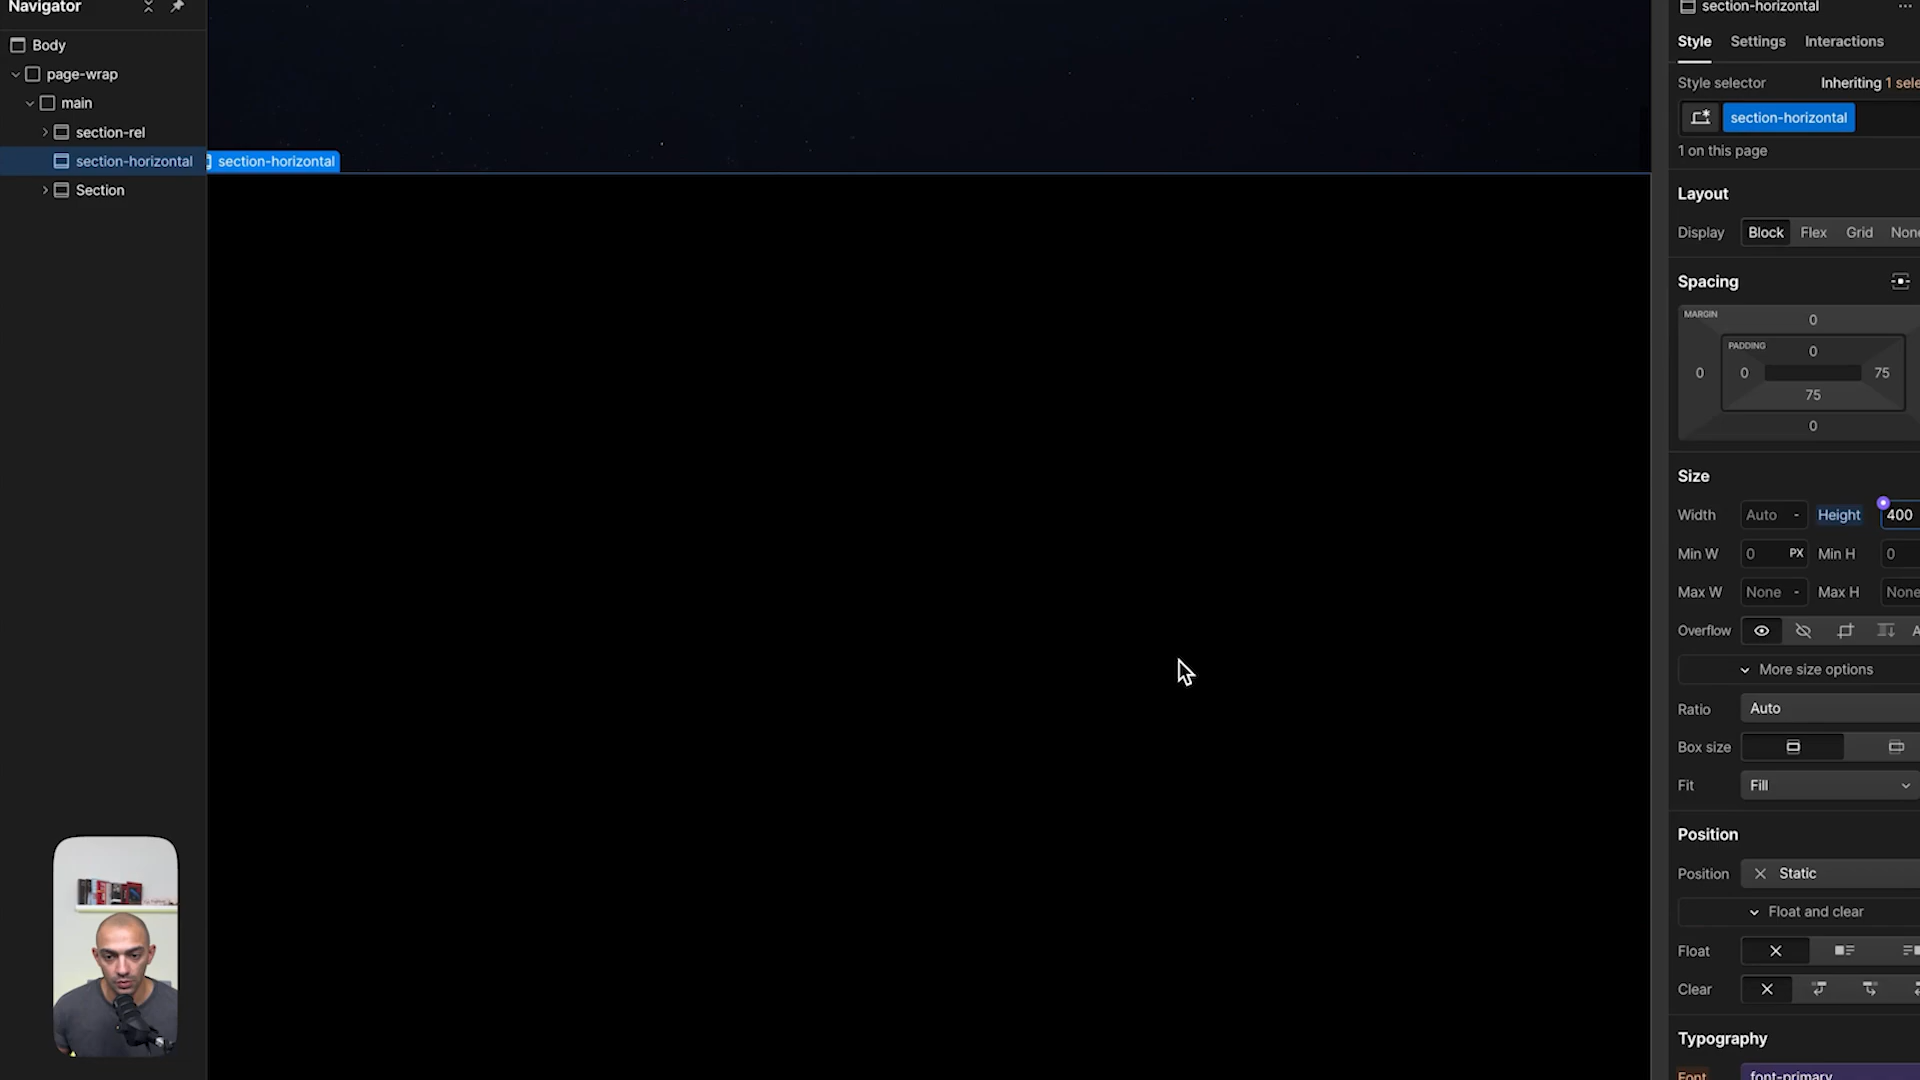 Navigator
Body
page-wrap
main
section-rel
section-horizontal
Section
section-horizontal
section-horizontal
Style Settings Interactions
Style selector Inheriting 1 sele
section-horizontal
1 on this page
Layout
Display Block Flex Grid None
Spacing
MARGIN 0
PADDING 0
0 0 75
75
0
Size
Width Auto - Height 400
Min W 0 PX Min H 0
Max W None - Max H None
Overflow A
More size options
Ratio Auto
Box size
Fit Fill
Position
Position Static
Float and clear
Float
Clear
Typography
Font font-primary